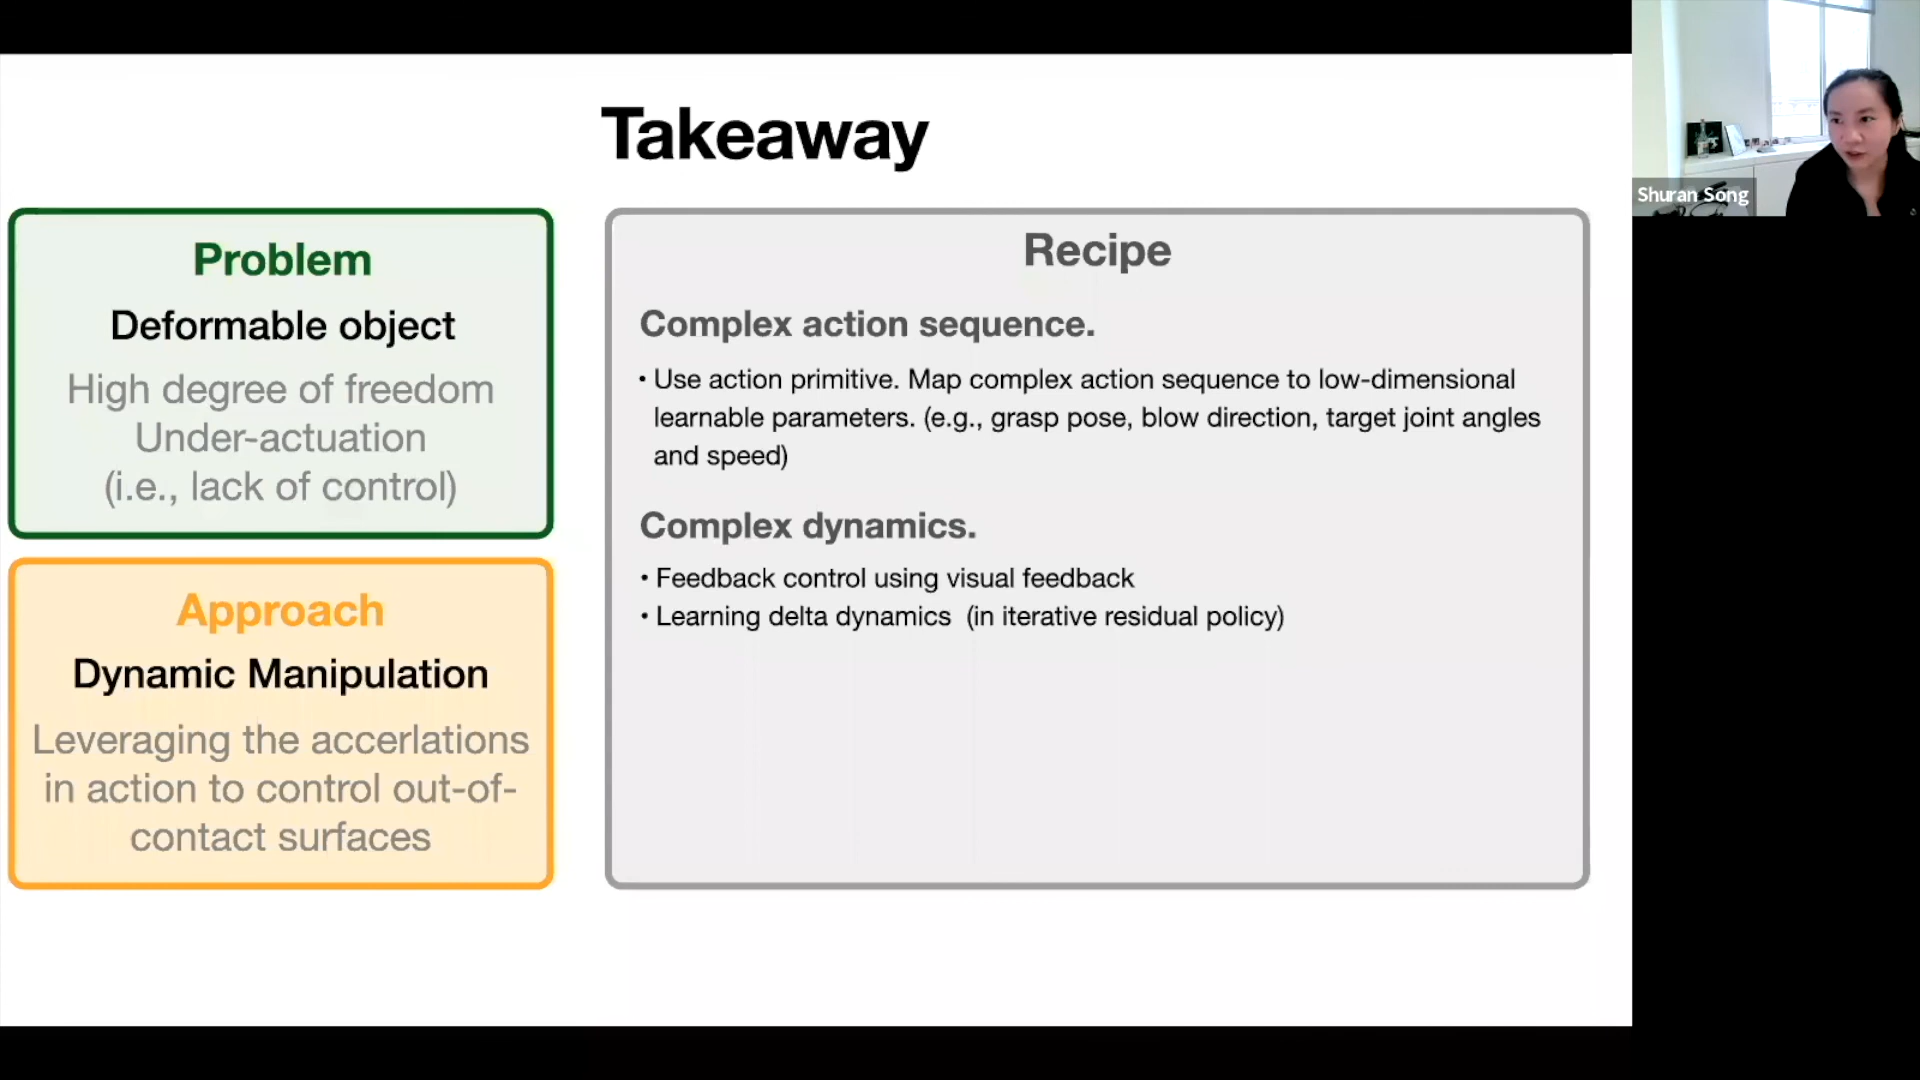 Takeaway
Problem
Deformable object
High degree of freedom
Under-actuation
(i.e., lack of control)
Approach
Dynamic Manipulation
Leveraging the accerlations
in action to control out-of-
contact surfaces
Recipe
Complex action sequence.
• Use action primitive. Map complex action sequence to low-dimensional
learnable parameters. (e.g., grasp pose, blow direction, target joint angles
and speed)
Complex dynamics.
• Feedback control using visual feedback
• Learning delta dynamics (in iterative residual policy)
Shuran Song